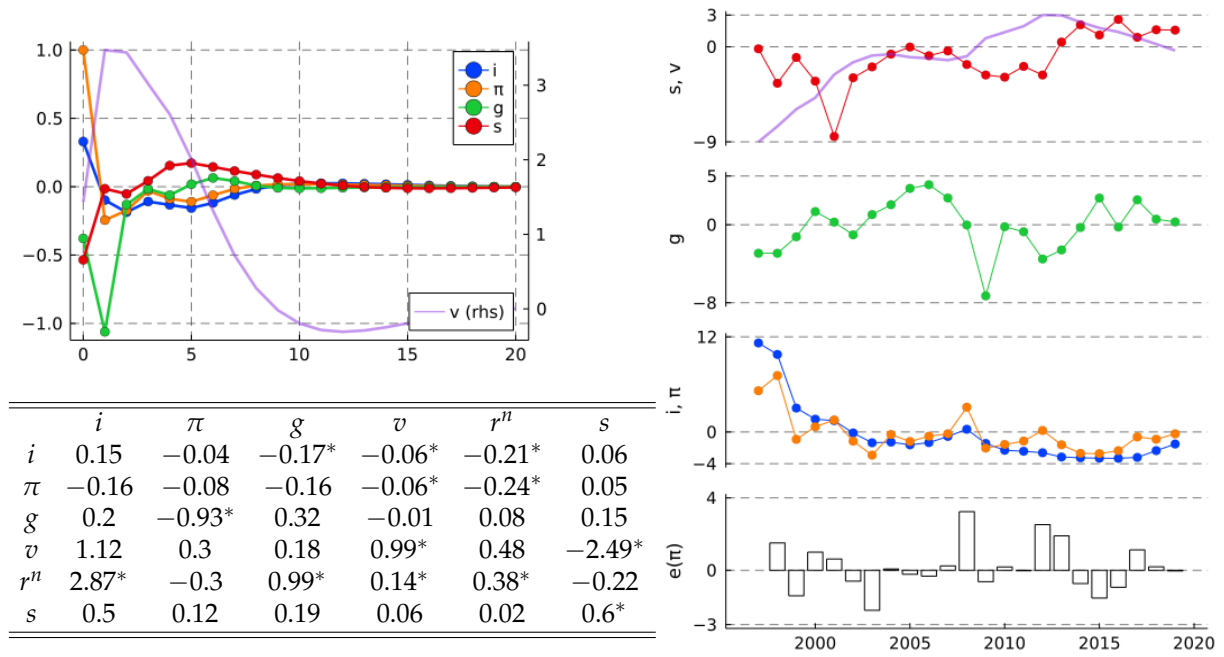 1.0
0.5
0.0
−0.5
−1.0
3
2
1
0
i
π
g
s
v (rhs)
0 5 10 15 20
i π g v rⁿ s
i 0.15 −0.04 −0.17* −0.06* −0.21* 0.06
π −0.16 −0.08 −0.16 −0.06* −0.24* 0.05
g 0.2 −0.93* 0.32 −0.01 0.08 0.15
v 1.12 0.3 0.18 0.99* 0.48 −2.49*
rⁿ 2.87* −0.3 0.99* 0.14* 0.38* −0.22
s 0.5 0.12 0.19 0.06 0.02 0.6*
s, v
3
0
−9
g
5
0
−8
i, π
12
0
−4
e(π)
4
0
−3
2000 2005 2010 2015 2020